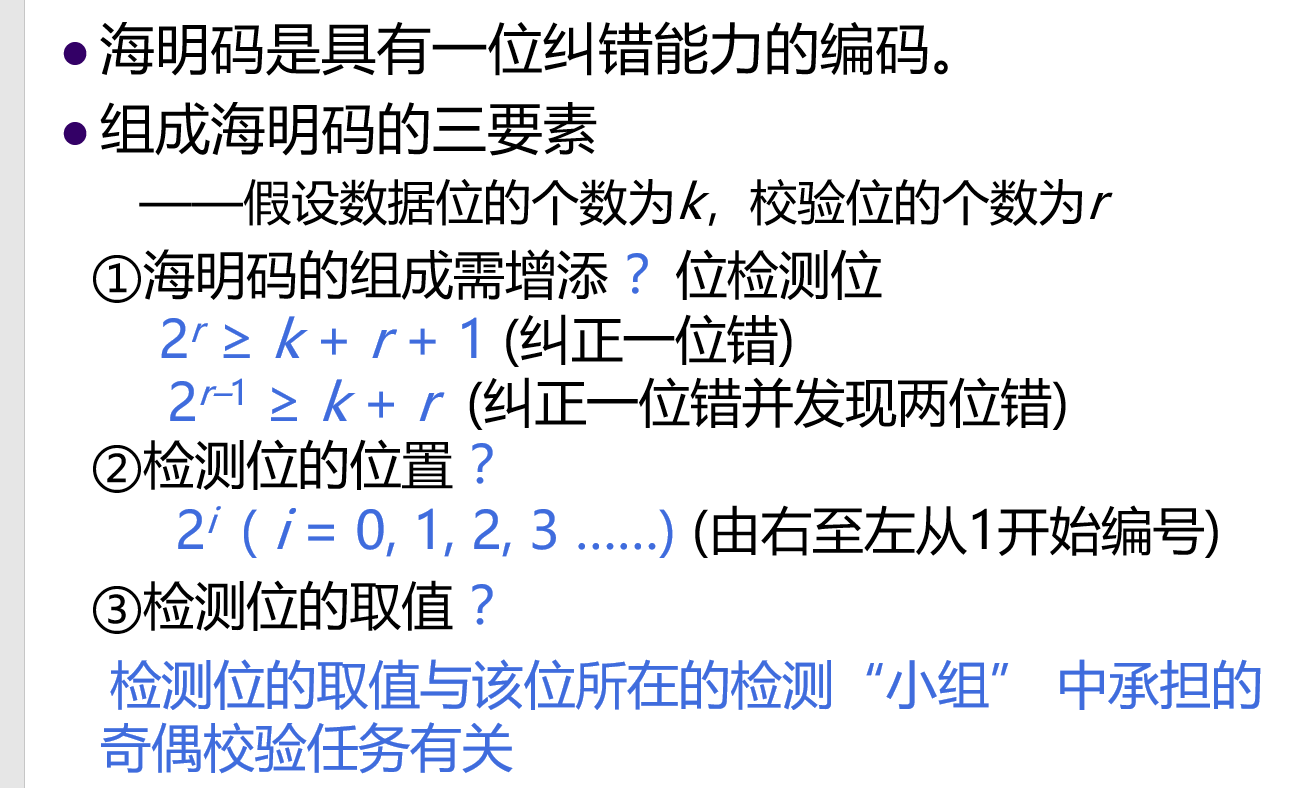 ● 海明码是具有一位纠错能力的编码。
● 组成海明码的三要素
——假设数据位的个数为k，校验位的个数为r
①海明码的组成需增添 ？ 位检测位
2^r ≥ k + r + 1 (纠正一位错)
2^{r–1} ≥ k + r (纠正一位错并发现两位错)
②检测位的位置 ？
2^i ( i = 0, 1, 2, 3 ……) (由右至左从1开始编号)
③检测位的取值 ？
检测位的取值与该位所在的检测“小组” 中承担的
奇偶校验任务有关